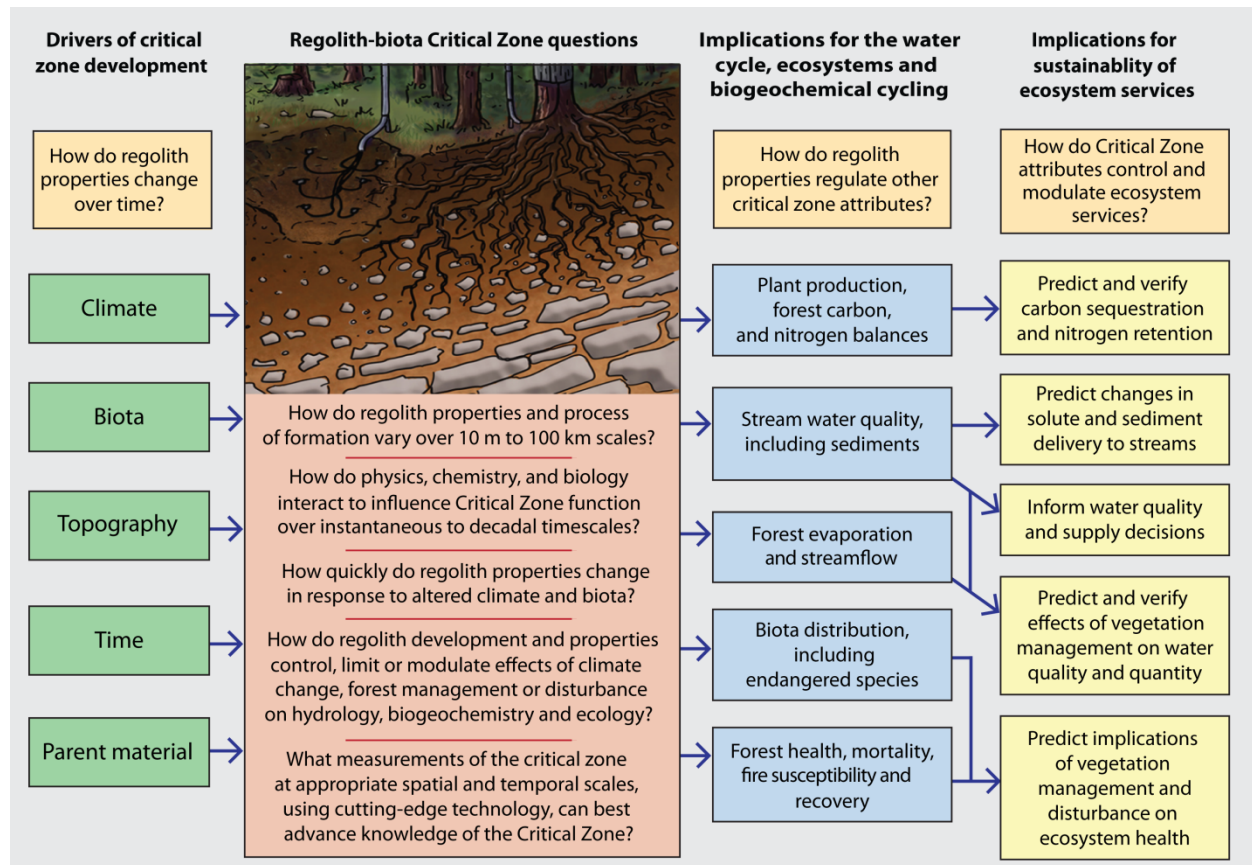 Drivers of critical
zone development
How do regolith
properties change
over time?
Climate
Biota
Topography
Time
Parent material
Regolith-biota Critical Zone questions
How do regolith properties and process
of formation vary over 10 m to 100 km scales?
How do physics, chemistry, and biology
interact to influence Critical Zone function
over instantaneous to decadal timescales?
How quickly do regolith properties change
in response to altered climate and biota?
How do regolith development and properties
control, limit or modulate effects of climate
change, forest management or disturbance
on hydrology, biogeochemistry and ecology?
What measurements of the critical zone
at appropriate spatial and temporal scales,
using cutting-edge technology, can best
advance knowledge of the Critical Zone?
Implications for the water
cycle, ecosystems and
biogeochemical cycling
How do regolith
properties regulate other
critical zone attributes?
Plant production,
forest carbon,
and nitrogen balances
Stream water quality,
including sediments
Forest evaporation
and streamflow
Biota distribution,
including
endangered species
Forest health, mortality,
fire susceptibility and
recovery
Implications for
sustainablity of
ecosystem services
How do Critical Zone
attributes control and
modulate ecosystem
services?
Predict and verify
carbon sequestration
and nitrogen retention
Predict changes in
solute and sediment
delivery to streams
Inform water quality
and supply decisions
Predict and verify
effects of vegetation
management on water
quality and quantity
Predict implications
of vegetation
management and
disturbance on
ecosystem health